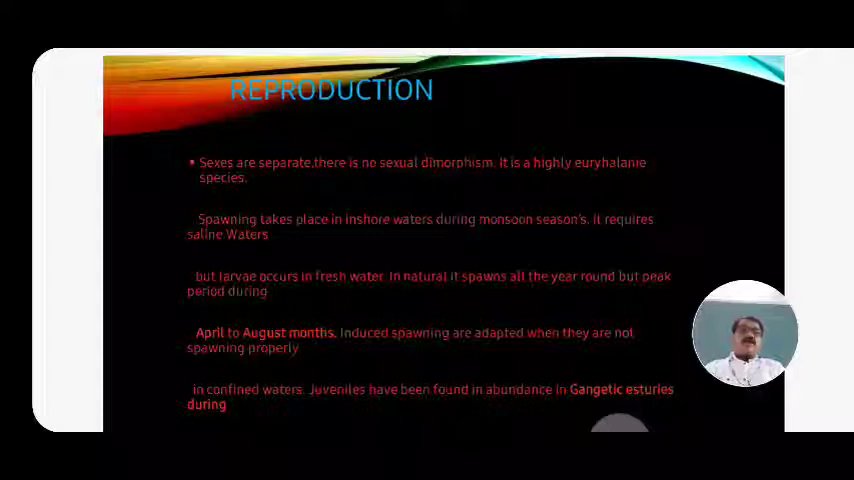 REPRODUCTION
▪ Sexes are separate,there is no sexual dimorphism. It is a highly euryhaланe
species.
Spawning takes place in inshore waters during monsoon season's. It requires
saline Waters
but larvae occurs in fresh water. In natural it spawns all the year round but peak
period during
April to August months. Induced spawning are adapted when they are not
spawning properly
in confined waters. Juveniles have been found in abundance in Gangetic esturies
during